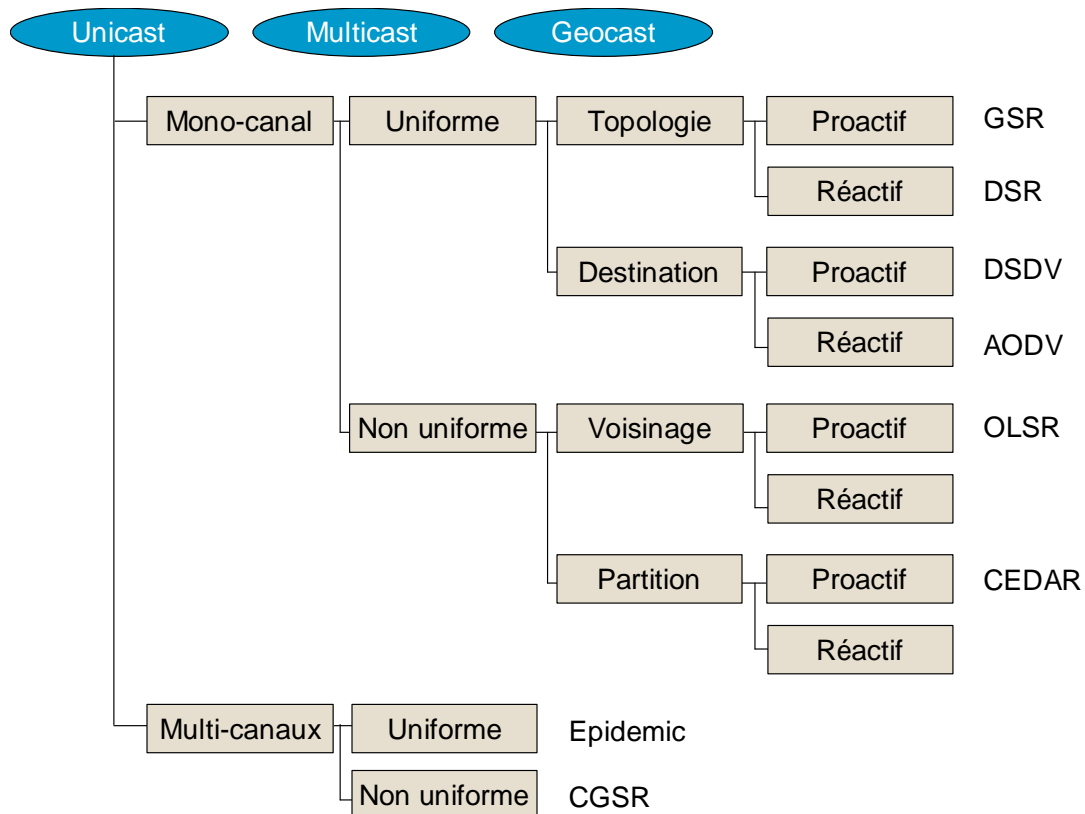 Unicast Multicast Geocast
Mono-canal Uniforme Topologie Proactif GSR
Réactif DSR
Destination Proactif DSDV
Réactif AODV
Non uniforme Voisinage Proactif OLSR
Réactif
Partition Proactif CEDAR
Réactif
Multi-canaux Uniforme Epidemic
Non uniforme CGSR